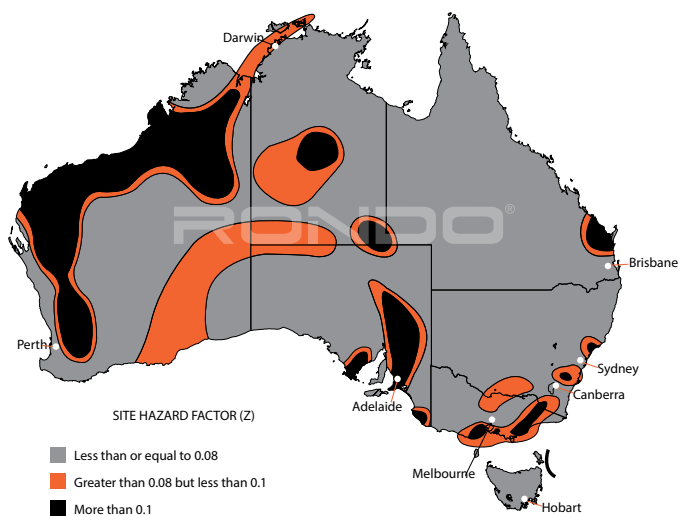 Darwin
RONDO®
Brisbane
Perth
Sydney
Canberra
Adelaide
SITE HAZARD FACTOR (Z)
Less than or equal to 0.08
Melbourne
Greater than 0.08 but less than 0.1
More than 0.1
Hobart